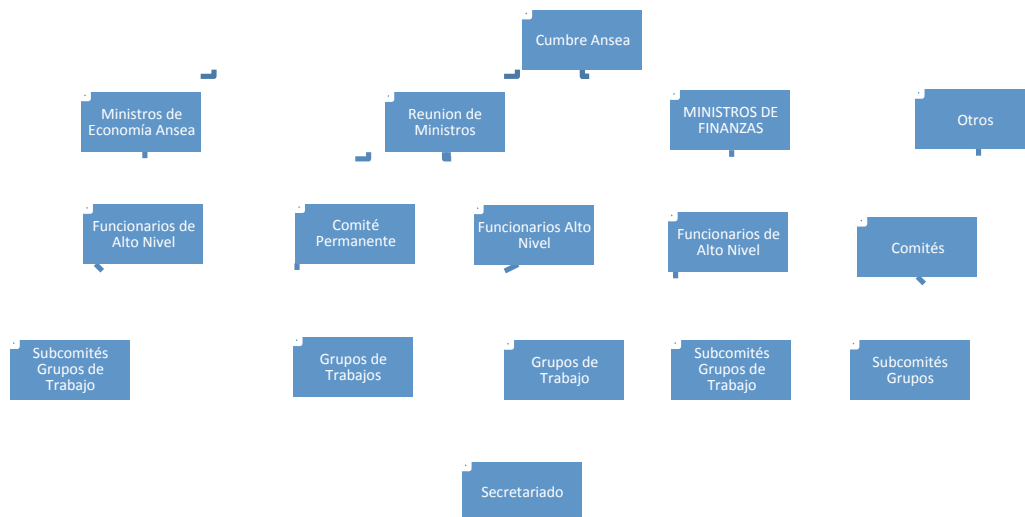 Cumbre Ansea
Ministros de
Economía Ansea
Reunion de
Ministros
MINISTROS DE
FINANZAS
Otros
Funcionarios de
Alto Nivel
Comité
Permanente
Funcionarios Alto
Nivel
Funcionarios de
Alto Nivel
Comités
Subcomités
Grupos de
Trabajo
Grupos de
Trabajos
Grupos de
Trabajo
Subcomités
Grupos de
Trabajo
Subcomités
Grupos
Secretariado